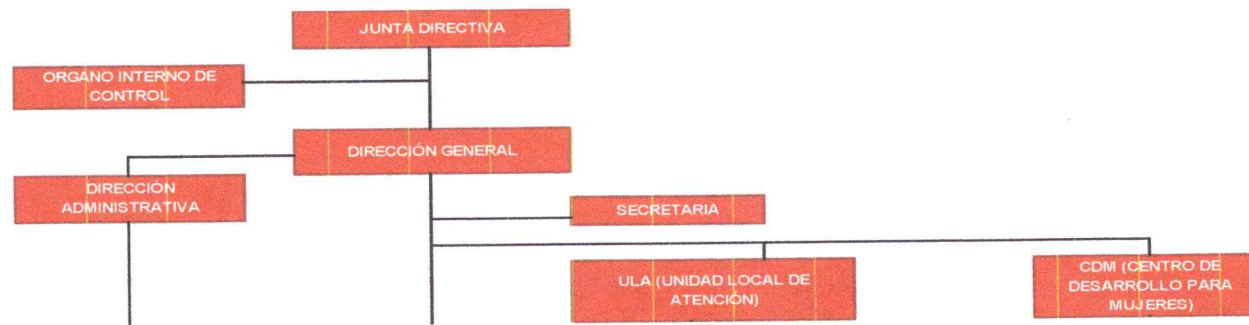 JUNTA DIRECTIVA
ORGANO INTERNO DE
CONTROL
DIRECCIÓN GENERAL
DIRECCIÓN
ADMINISTRATIVA
SECRETARIA
ULA (UNIDAD LOCAL DE
ATENCIÓN)
CDM (CENTRO DE
DESARROLLO PARA
MUJERES)